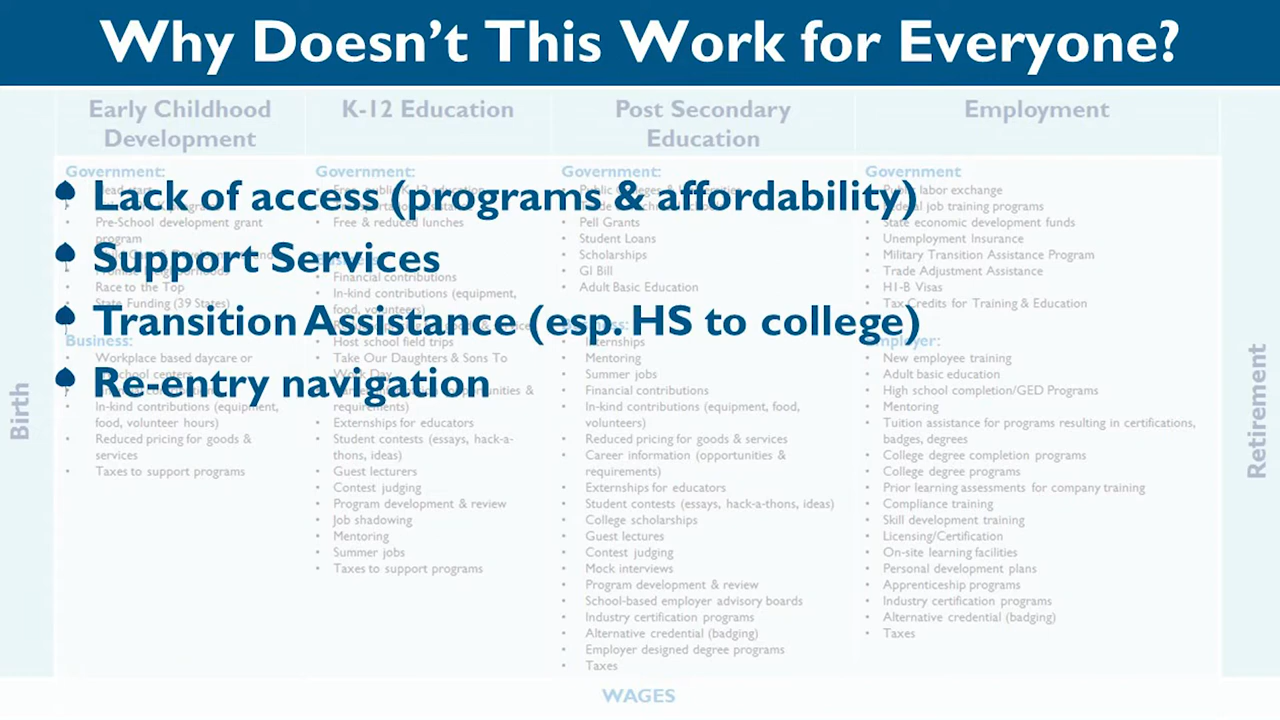 Why Doesn't This Work for Everyone?
Early Childhood
Development
K-12 Education
Post Secondary
Education
Employment
Lack of access (programs & affordability)
Support Services
Transition Assistance (esp. HS to college)
Re-entry navigation
Birth
Government:
Pre-School development grant
program
Race to the Top
State Funding (39 States)
Business:
Workplace based daycare or
In-kind contributions (equipment,
food, volunteer hours)
Reduced pricing for goods &
services
Taxes to support programs
Government:
Free & reduced lunches
Financial contributions
In-kind contributions (equipment,
food, volunteers)
Host school field trips
Take Our Daughters & Sons To
Work Day
requirements)
Externships for educators
Student contests (essays, hack-a-
thons, ideas)
Guest lecturers
Contest judging
Program development & review
Job shadowing
Mentoring
Summer jobs
Taxes to support programs
Government:
Pell Grants
Student Loans
Scholarships
GI Bill
Adult Basic Education
Internships
Mentoring
Summer jobs
Financial contributions
In-kind contributions (equipment, food,
volunteers)
Reduced pricing for goods & services
Career information (opportunities &
requirements)
Externships for educators
Student contests (essays, hack-a-thons, ideas)
College scholarships
Guest lectures
Contest judging
Mock interviews
Program development & review
School-based employer advisory boards
Industry certification programs
Alternative credential (badging)
Employer designed degree programs
Taxes
Government
Public labor exchange
Federal job training programs
State economic development funds
Unemployment Insurance
Military Transition Assistance Program
Trade Adjustment Assistance
H1-B Visas
Tax Credits for Training & Education
Employer:
New employee training
Adult basic education
High school completion/GED Programs
Mentoring
Tuition assistance for programs resulting in certifications,
badges, degrees
College degree completion programs
College degree programs
Prior learning assessments for company training
Compliance training
Skill development training
Licensing/Certification
On-site learning facilities
Personal development plans
Apprenticeship programs
Industry certification programs
Alternative credential (badging)
Taxes
Retirement
WAGES